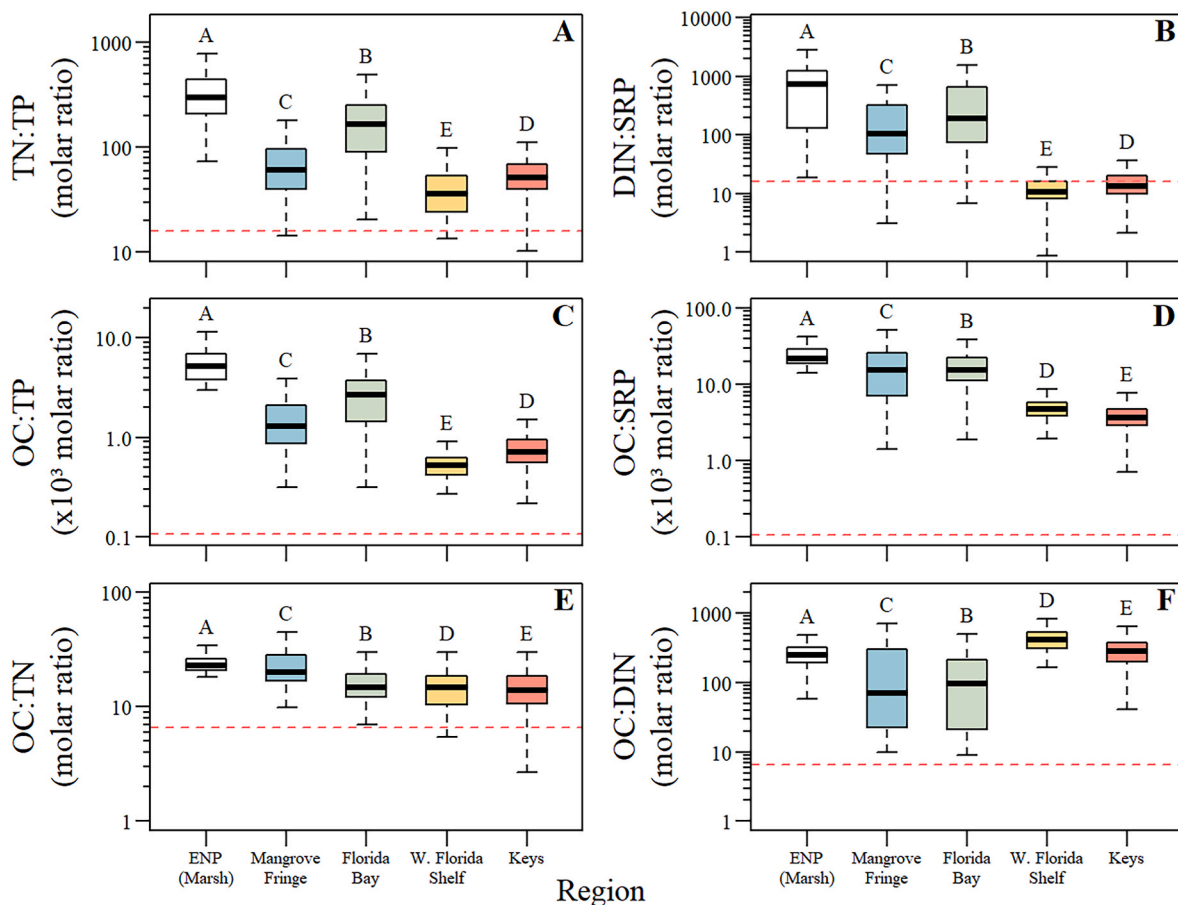 TN:TP
(molar ratio)
1000
100
10
A
C
B
E
D
A
DIN:SRP
(molar ratio)
10000
1000
100
10
1
A
C
B
E
D
B
OC:TP
(x10³ molar ratio)
10.0
1.0
0.1
A
C
B
E
D
C
OC:SRP
(x10³ molar ratio)
100.0
10.0
1.0
0.1
A
C
B
D
E
D
OC:TN
(molar ratio)
100
10
1
A
C
B
D
E
E
OC:DIN
(molar ratio)
1000
100
10
1
A
C
B
D
E
F
ENP
(Marsh)
Mangrove
Fringe
Florida
Bay
W. Florida
Shelf
Keys
ENP
(Marsh)
Mangrove
Fringe
Florida
Bay
W. Florida
Shelf
Keys
Region